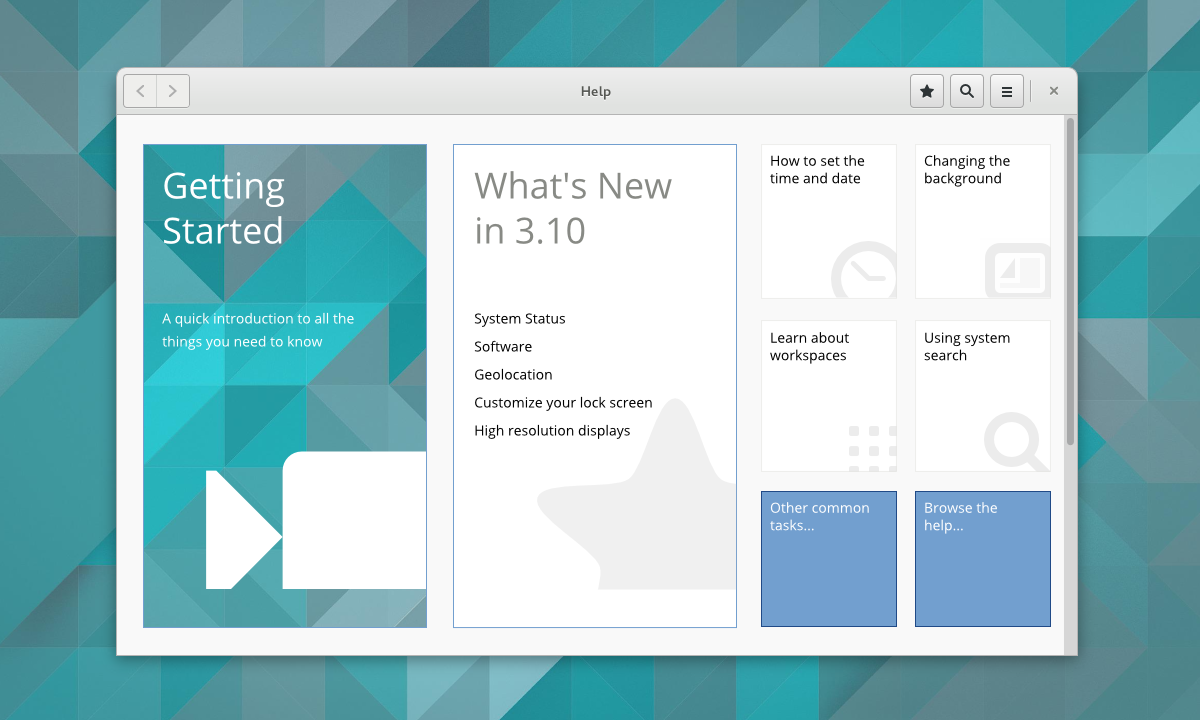 Help
Getting
Started
A quick introduction to all the
things you need to know
What's New
in 3.10
System Status
Software
Geolocation
Customize your lock screen
High resolution displays
How to set the
time and date
Changing the
background
Learn about
workspaces
Using system
search
Other common
tasks...
Browse the
help...